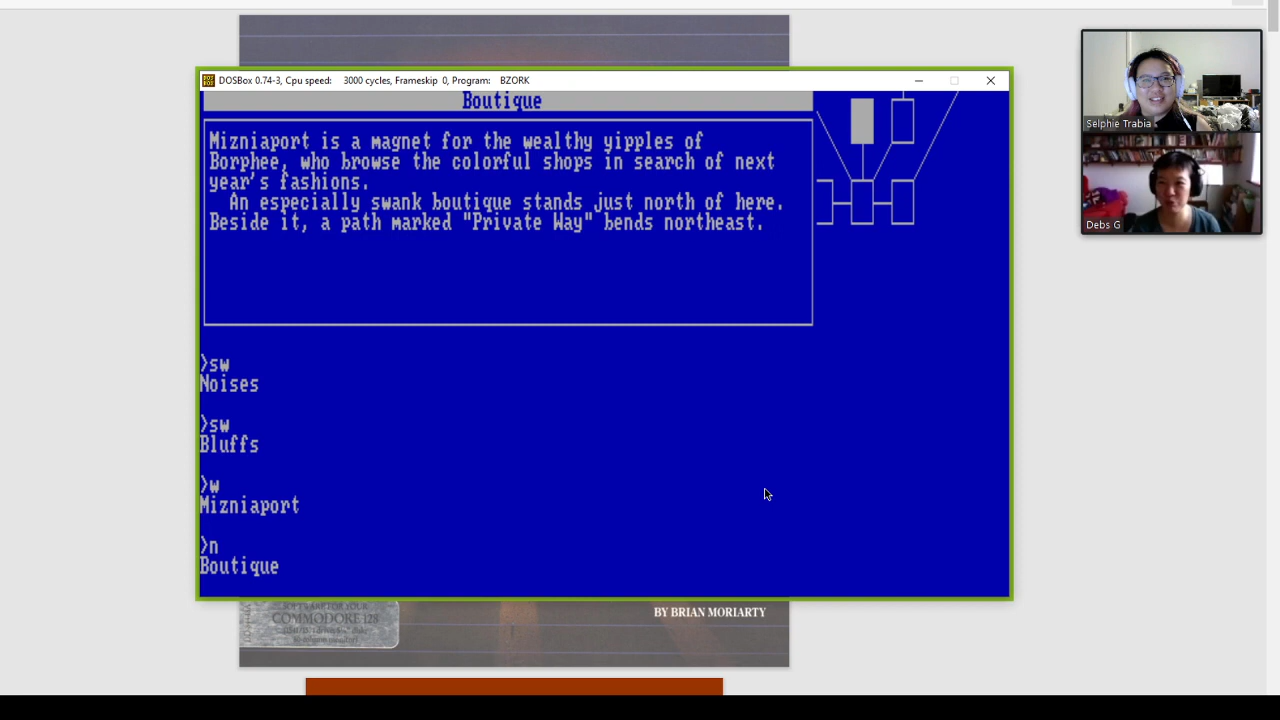 DOSBox 0.74-3, Cpu speed: 3000 cycles, Frameskip 0, Program: BZORK
Boutique
Mizniaport is a magnet for the wealthy yipples of
Borphee, who browse the colorful shops in search of next
year's fashions.
An especially swank boutique stands just north of here.
Beside it, a path marked "Private Way" bends northeast.
>sw
Noises
>sw
Bluffs
>w
Mizniaport
>n
Boutique
SOFTWARE FOR YOUR
COMMODORE 128
BY BRIAN MORIARTY
Selphie Trabia
Debs G